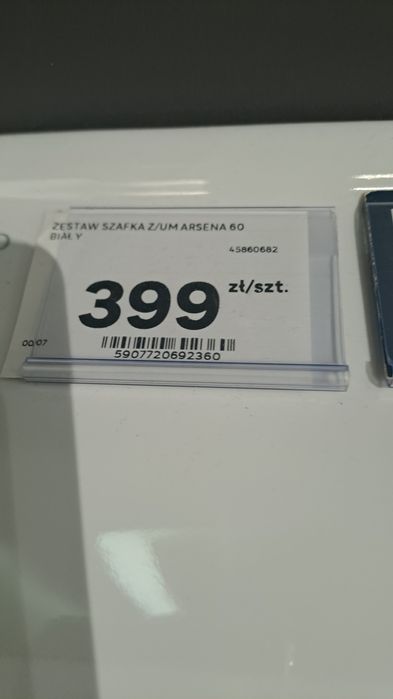 ZESTAW SZAFKA Z/UM ARSENA 60
BIAŁY
45860682
399 zł/szt.
00/07
5907720692360